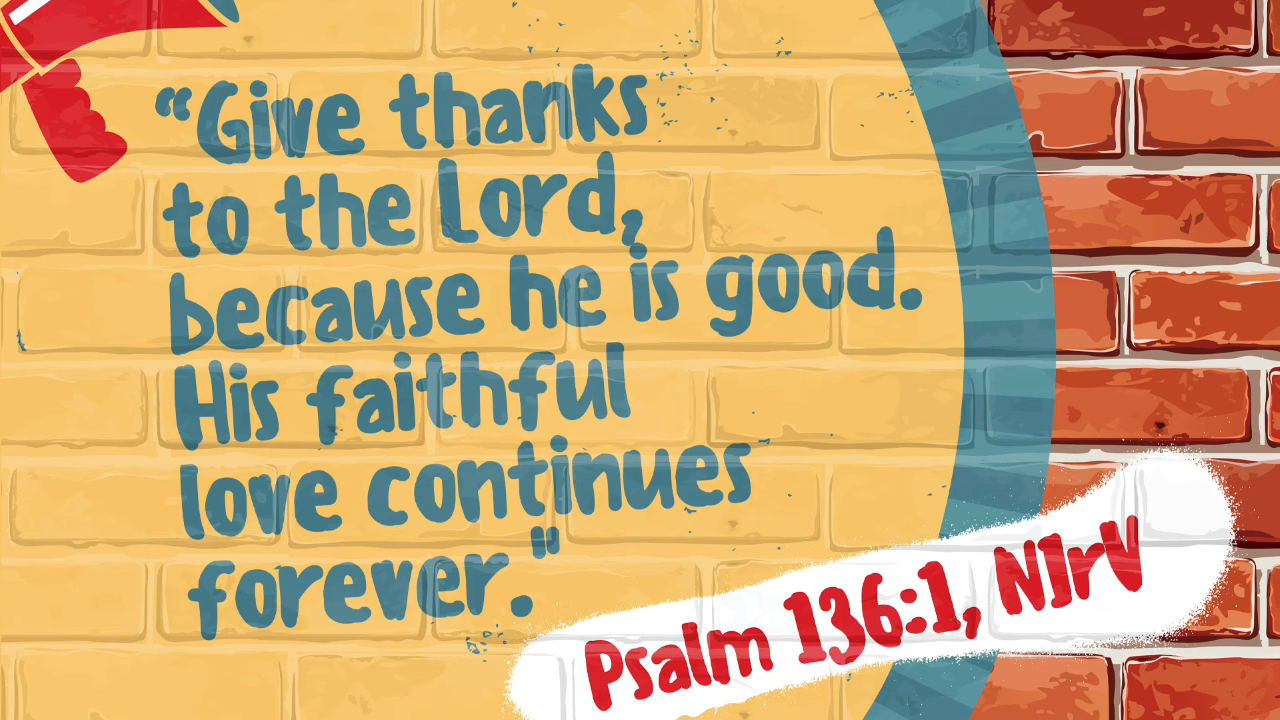 “Give thanks
to the Lord,
because he is good.
His faithful
love continues
forever."
Psalm 136:1, NIrV